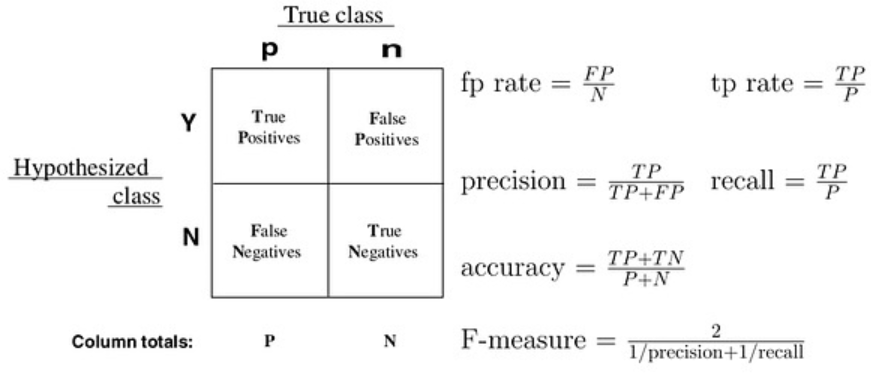 True class
p n
Y
True Positives
False Positives
Hypothesized class
N
False Negatives
True Negatives
Column totals: P N
fp rate = FP/N tp rate = TP/P
precision = TP/TP+FP recall = TP/P
accuracy = TP+TN/P+N
F-measure = 2/1/precision+1/recall